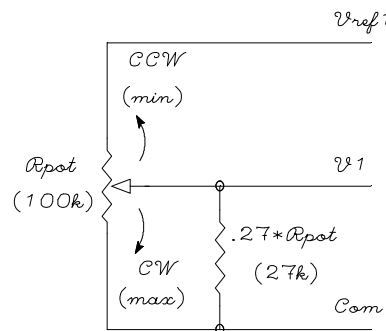 Vref
CCW
(min)
Rpot
(100k)
V1
.27*Rpot
(27k)
CW
(max)
Com